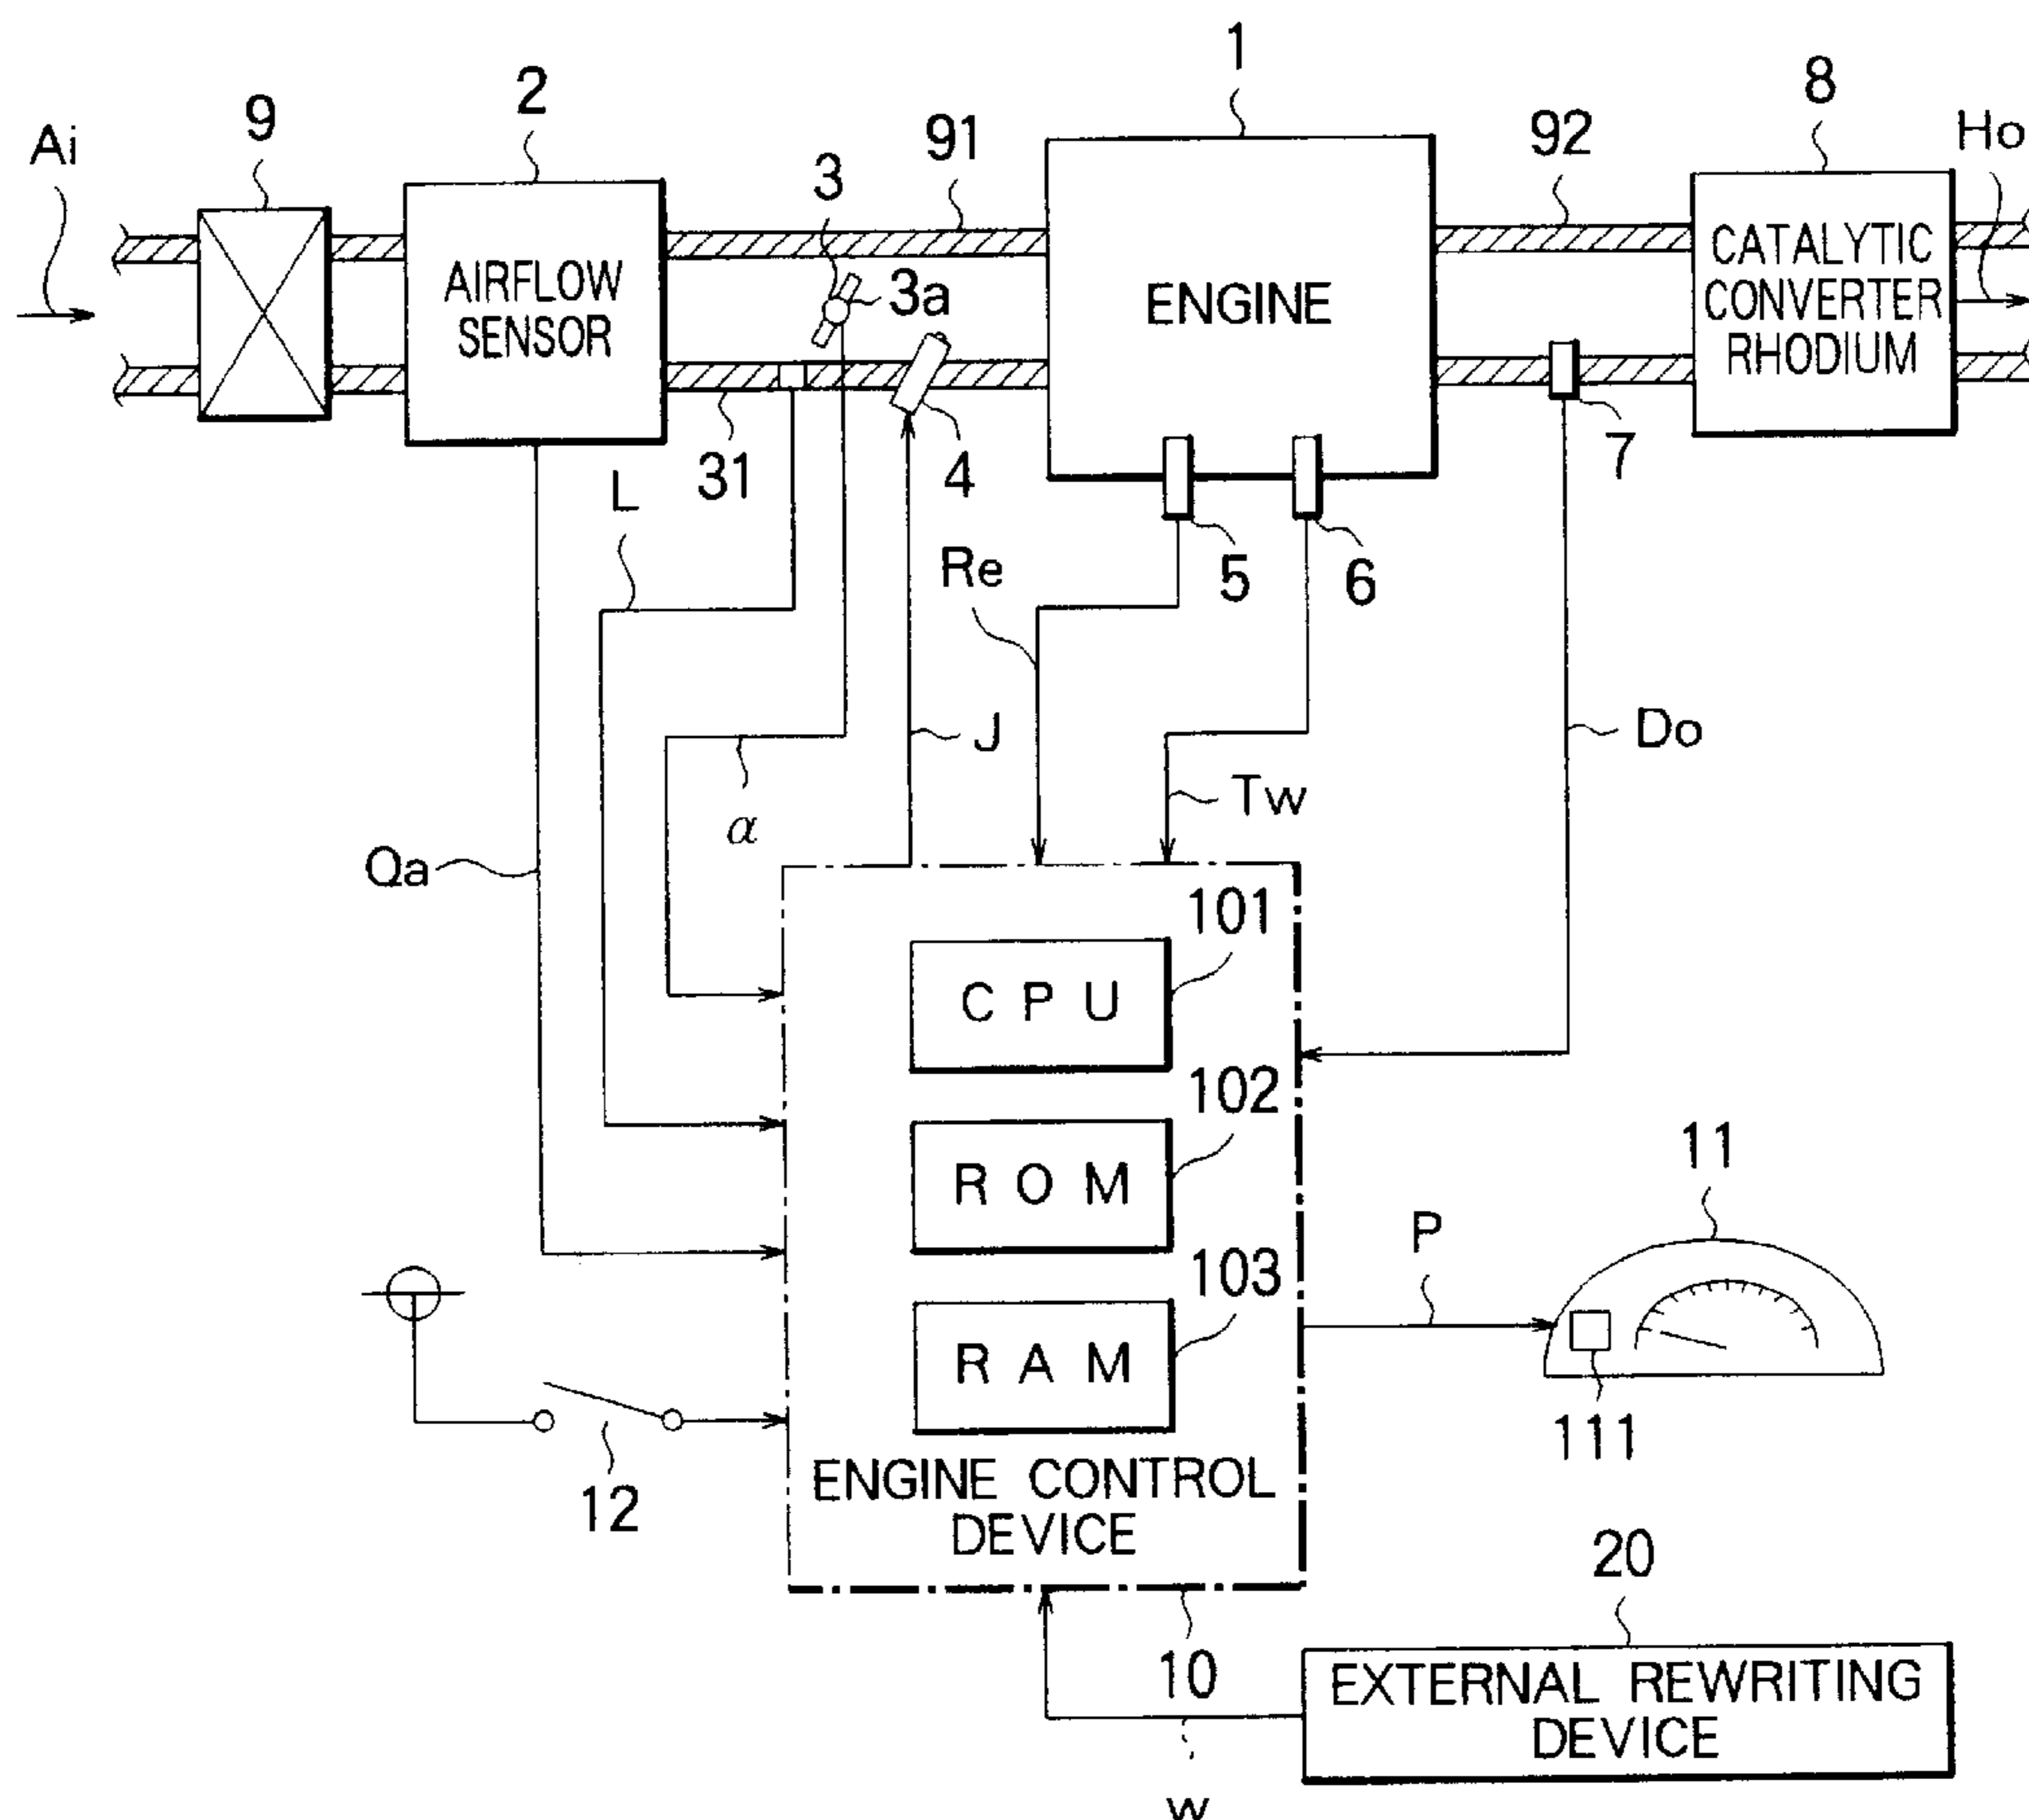 1
2
8
9
91
92
Ho
Ai
3
3a
AIRFLOW
SENSOR
ENGINE
CATALYTIC
CONVERTER
RHODIUM
31
4
7
L
5
6
Re
J
Do
Tw
α
Qa
101
CPU
102
ROM
11
P
103
RAM
111
12
ENGINE CONTROL
DEVICE
20
10
EXTERNAL REWRITING
DEVICE
w